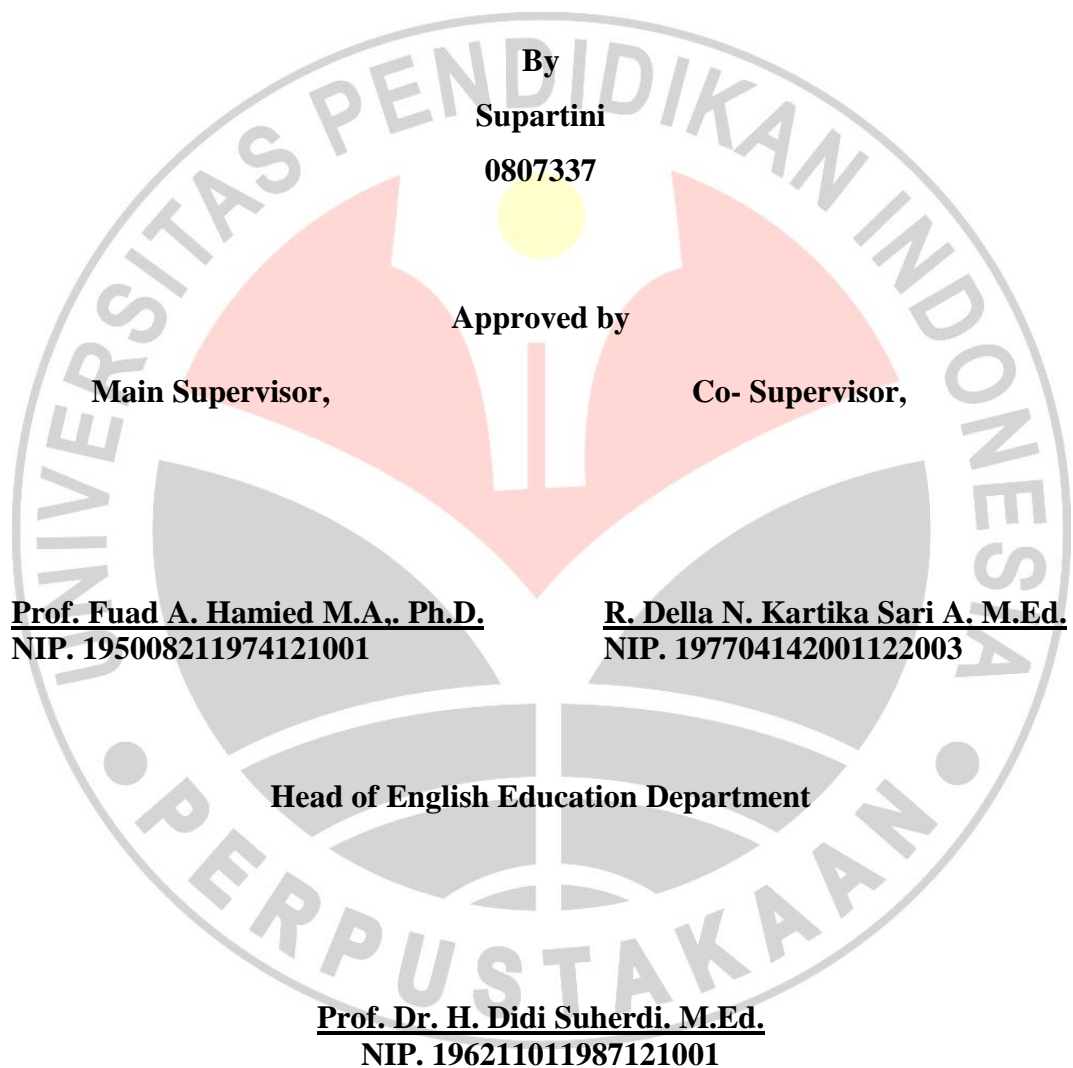 By
Supartini
0807337
Approved by
Main Supervisor, Co- Supervisor,
Prof. Fuad A. Hamied M.A,. Ph.D. R. Della N. Kartika Sari A. M.Ed.
NIP. 195008211974121001 NIP. 197704142001122003
Head of English Education Department
Prof. Dr. H. Didi Suherdi. M.Ed.
NIP. 196211011987121001
UNIVERSITAS PENDIDIKAN INDONESIA
PERPUSTAKAAN